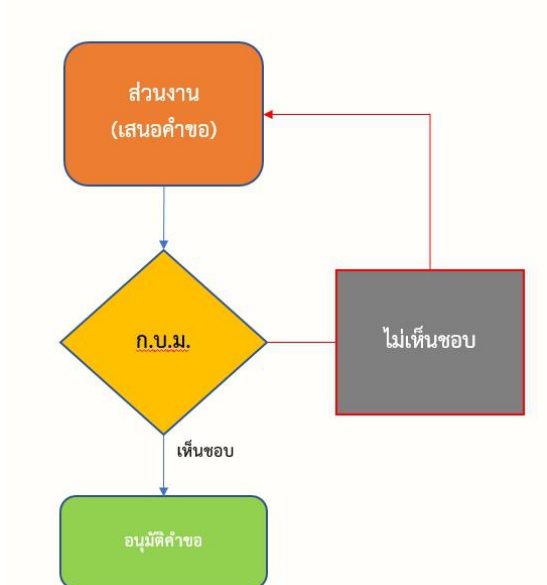 ส่วนงาน
(เสนอคำขอ)
ก.บ.ม.
ไม่เห็นชอบ
เห็นชอบ
อนุมัติคำขอ